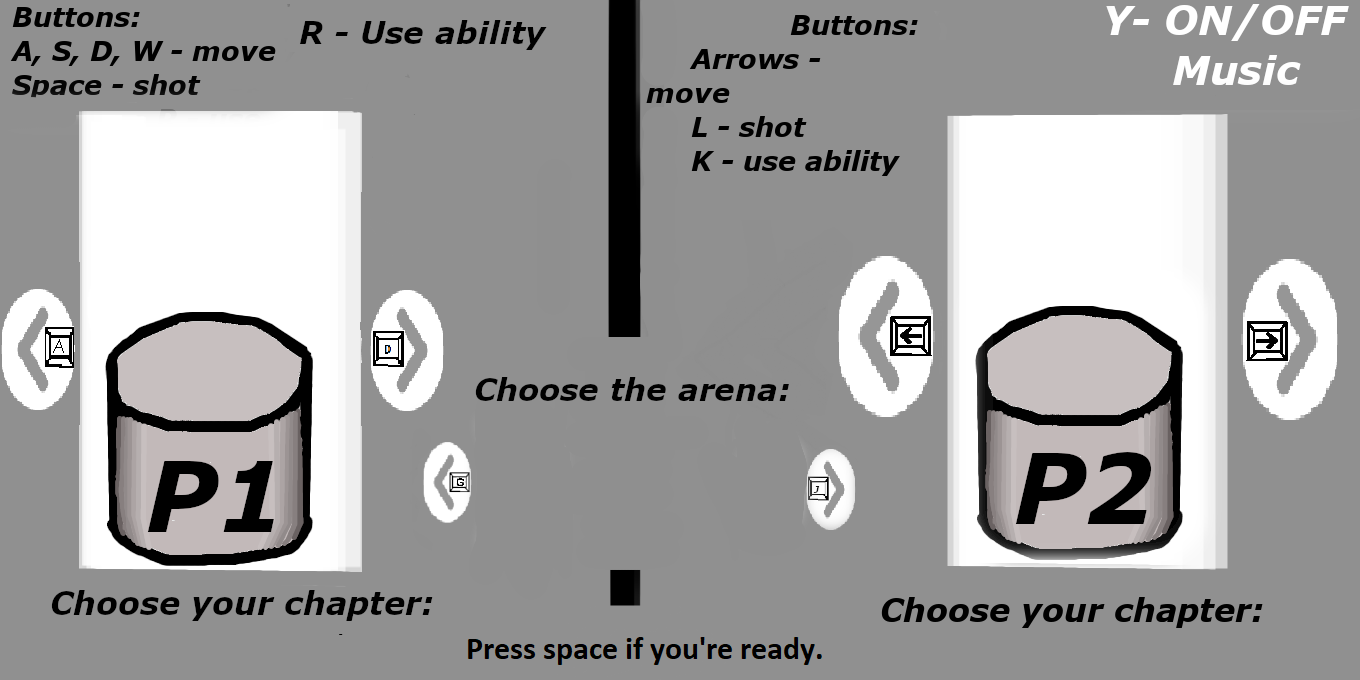 Buttons:
A, S, D, W - move
Space - shot
R - Use ability
Buttons:
Arrows -
move
L - shot
K - use ability
Y- ON/OFF
Music
A
D
P1
Choose your chapter:
Choose the arena:
G
J
P2
Choose your chapter:
Press space if you're ready.